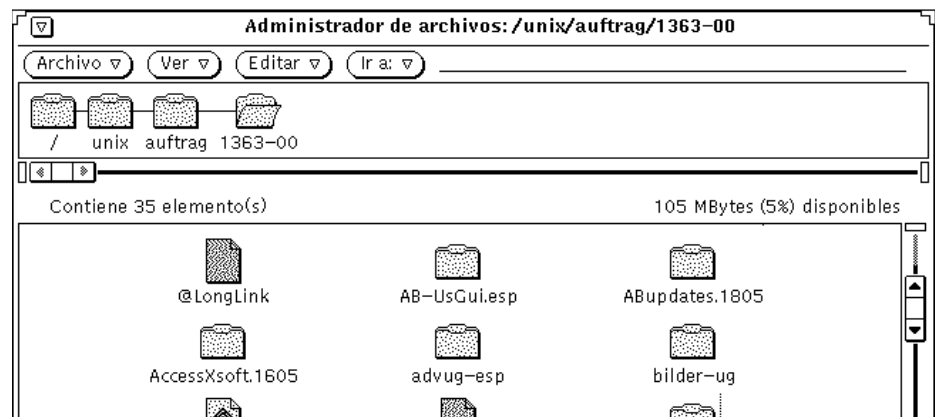 Administrador de archivos: /unix/auftrag/1363-00
Archivo Ver Editar Ir a:
/ unix auftrag 1363-00
Contiene 35 elemento(s) 105 MBytes (5%) disponibles
@LongLink AB-UsGui.esp ABupdates.1805
AccessXsoft.1605 advug-esp bilder-ug